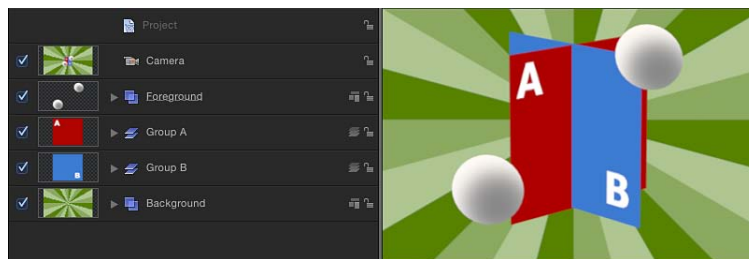 Project
Camera
Foreground
Group A
Group B
Background
A
B
A
B